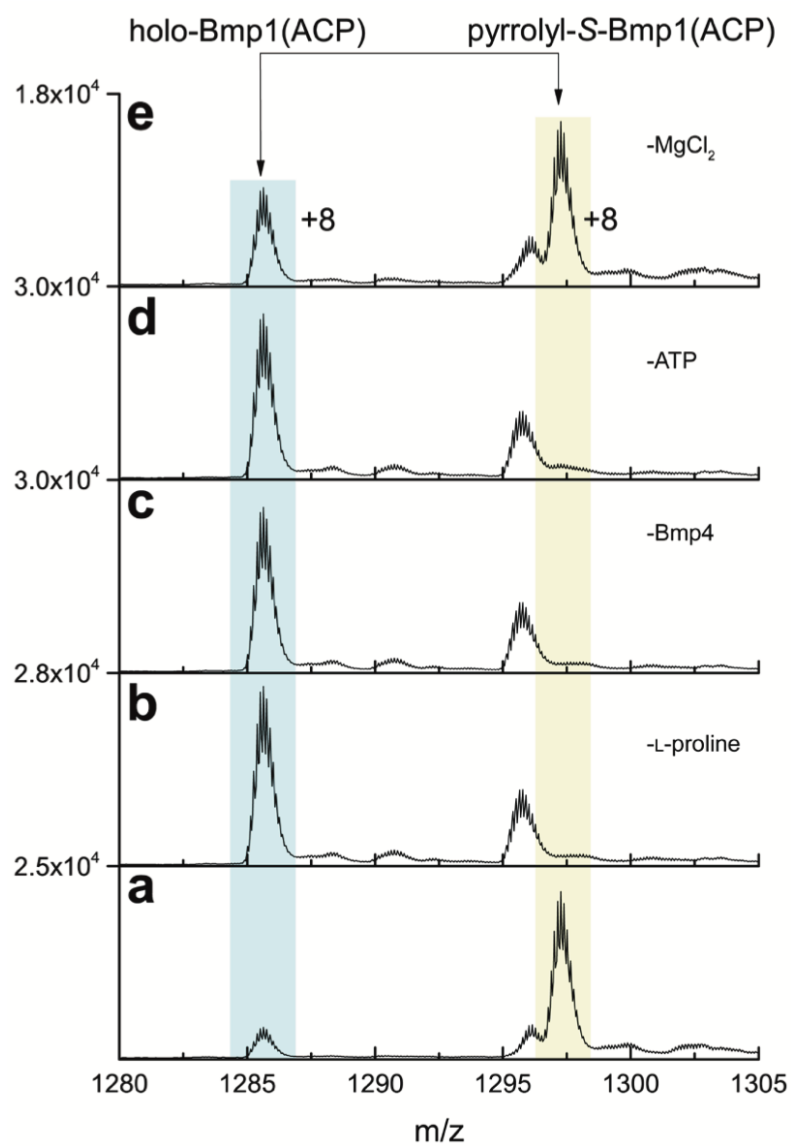 holo-Bmp1(ACP) pyrrolyl-S-Bmp1(ACP)
1.8x10⁴
e
-MgCl₂
+8 +8
3.0x10⁴
d
-ATP
3.0x10⁴
c
-Bmp4
2.8x10⁴
b
-L-proline
2.5x10⁴
a
1280 1285 1290 1295 1300 1305
m/z